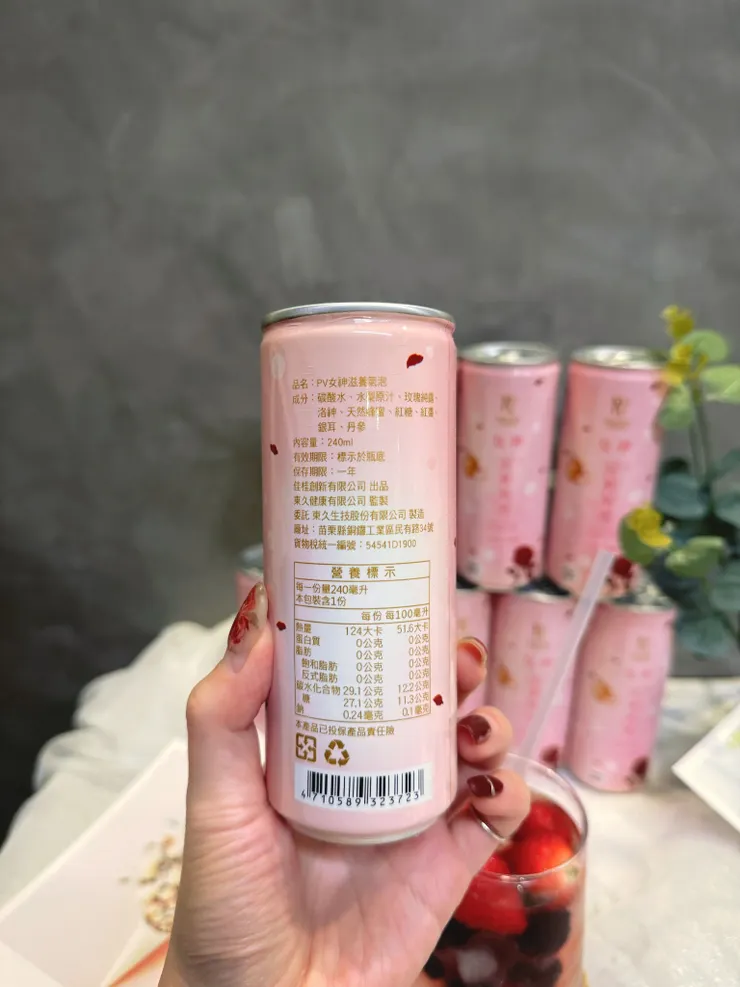 品名：PV女神滋養氣泡
成分：碳酸水、水梨原汁、玫瑰純露、
洛神、天然蜂蜜、紅糖、紅棗、
銀耳、丹參
內容量：240ml
有效期限：標示於瓶底
保存期限：一年
佳桂創新有限公司 出品
東久健康有限公司 監製
委託 東久生技股份有限公司 製造
廠址：苗栗縣銅鑼工業區民有路34號
貨物稅統一編號：54541D1900
營養標示
每一份量240毫升
本包裝含1份
每份 每100毫升
熱量 124大卡 51.6大卡
蛋白質 0公克 0公克
脂肪 0公克 0公克
飽和脂肪 0公克 0公克
反式脂肪 0公克 0公克
碳水化合物 29.1公克 12.2公克
糖 27.1公克 11.3公克
鈉 0.24毫克 0.1毫克
本產品已投保產品責任險
4 710589 323723
女神
女神